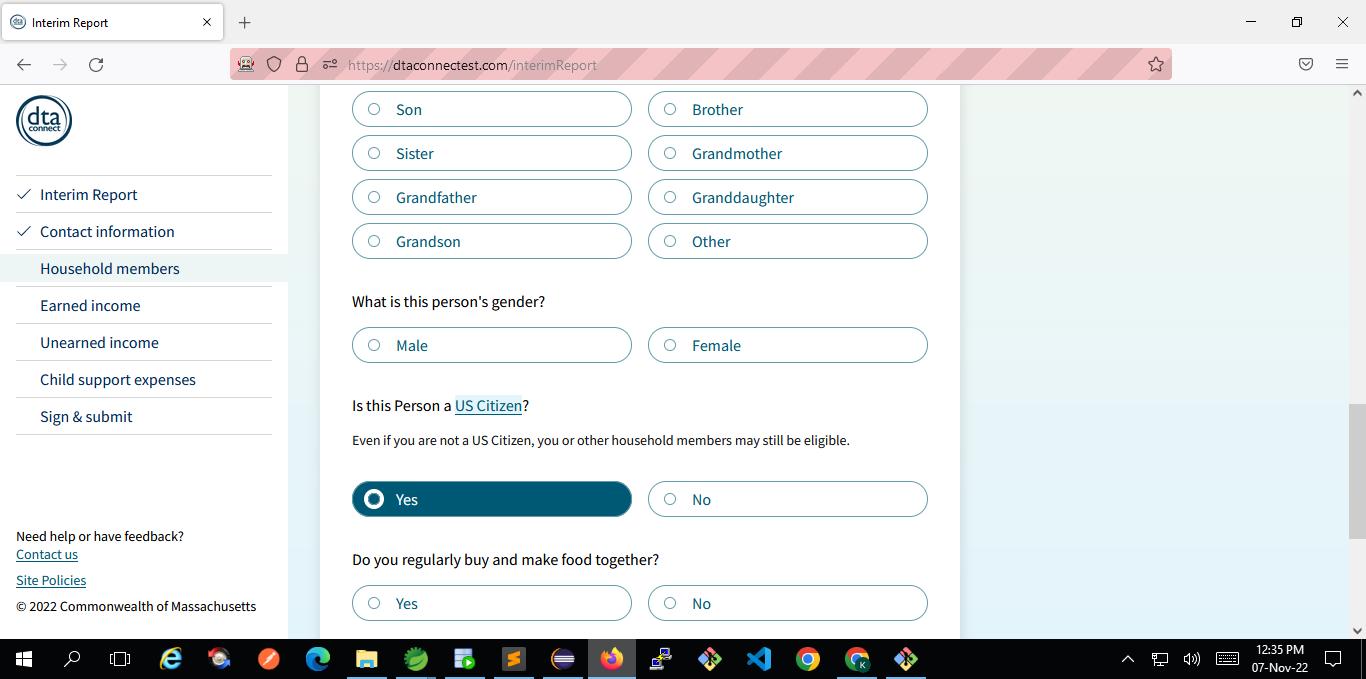 Interim Report
https://dtaconnectest.com/interimReport
dta
connect
Interim Report
Contact information
Household members
Earned income
Unearned income
Child support expenses
Sign & submit
Need help or have feedback?
Contact us
Site Policies
© 2022 Commonwealth of Massachusetts
Son
Brother
Sister
Grandmother
Grandfather
Granddaughter
Grandson
Other
What is this person's gender?
Male
Female
Is this Person a US Citizen?
Even if you are not a US Citizen, you or other household members may still be eligible.
Yes
No
Do you regularly buy and make food together?
Yes
No
12:35 PM
07-Nov-22